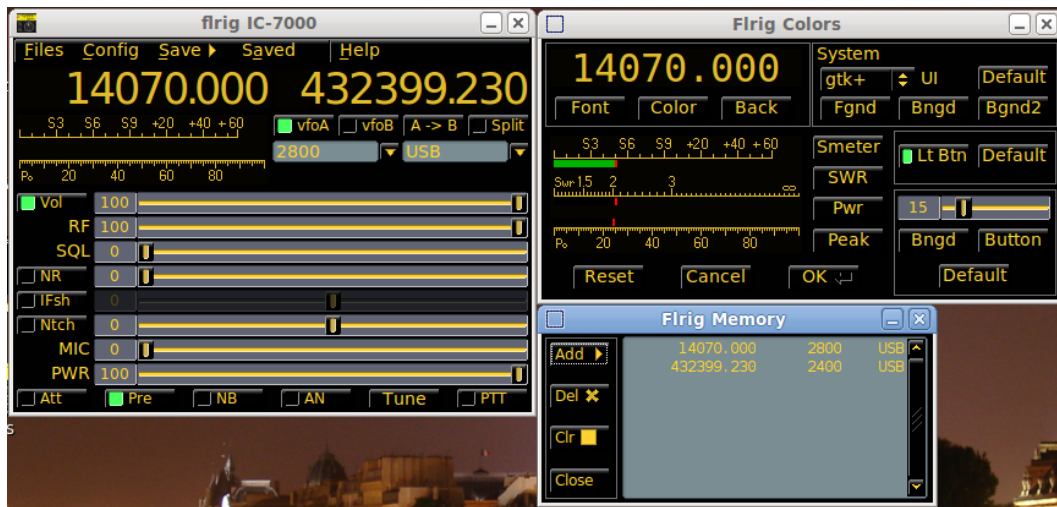 flrig IC-7000
Files Config Save Saved Help
14070.000 432399.230
S3 S6 S9 +20 +40 +60
vfoA vfoB A -> B Split
2800 USB
Po 20 40 60 80
Vol 100
RF 100
SQL 0
NR 0
IFsh 0
Ntch 0
MIC 0
PWR 100
Att Pre NB AN Tune PTT
Flrig Colors
14070.000
Font Color Back
System
gtk+ UI Default
Fgnd Bngd Bgnd2
S3 S6 S9 +20 +40 +60
Swr 1.5 2 3 ∞
Po 20 40 60 80
Smeter
SWR
Pwr
Peak
Lt Btn Default
15
Bngd Button
Default
Reset Cancel OK
Flrig Memory
Add
Del
Clr
Close
14070.000 2800 USB
432399.230 2400 USB
s